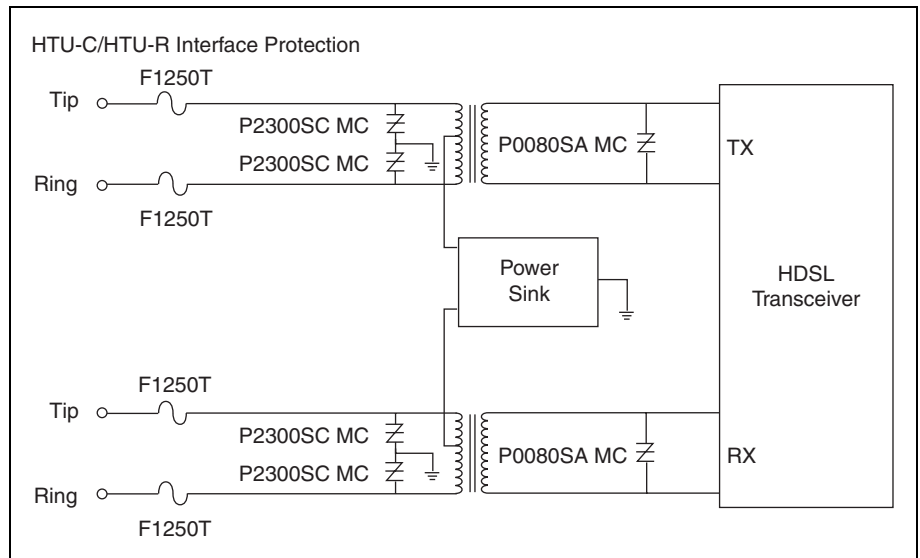 HTU-C/HTU-R Interface Protection
F1250T
Tip
P2300SC MC
P2300SC MC
Ring
F1250T
P0080SA MC
TX
Power
Sink
HDSL
Transceiver
F1250T
Tip
P2300SC MC
P2300SC MC
Ring
F1250T
P0080SA MC
RX